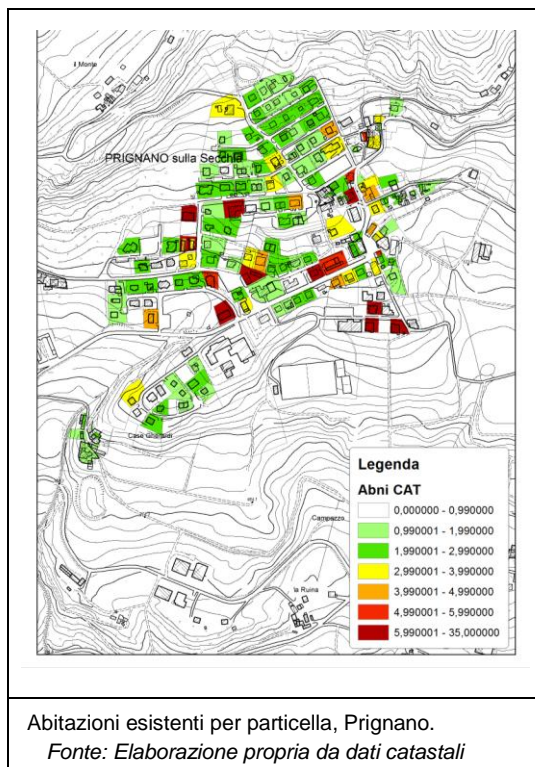 il Monte
PRIGNANO sulla Secchia
Casa Ghibaldi
Campazzo
la Ruina
Legenda
Abni CAT
0,000000 - 0,990000
0,990001 - 1,990000
1,990001 - 2,990000
2,990001 - 3,990000
3,990001 - 4,990000
4,990001 - 5,990000
5,990001 - 35,000000
Abitazioni esistenti per particella, Prignano.
Fonte: Elaborazione propria da dati catastali